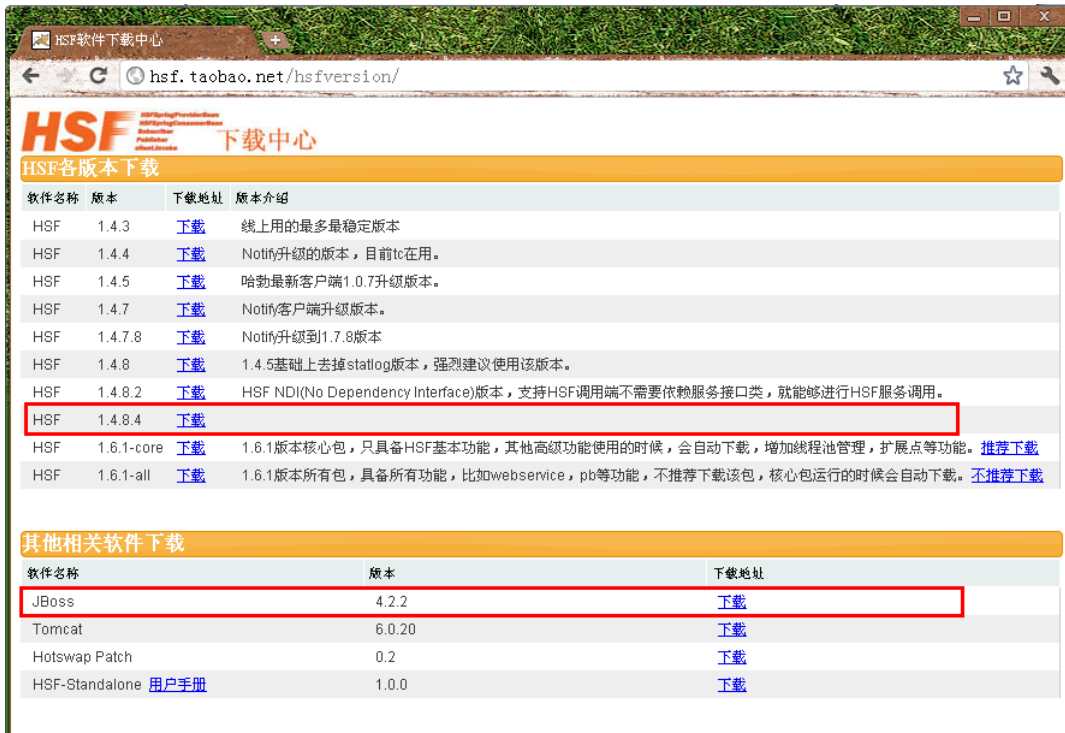 HSF软件下载中心
hsf.taobao.net/hsfversion/
HSF HSFSpringProviderBean
HSFSpringConsumerBean
Subscriber
Publisher
client.invoke
下载中心
HSF各版本下载
软件名称 版本 下载地址 版本介绍
HSF 1.4.3 下载 线上用的最多最稳定版本
HSF 1.4.4 下载 Notify升级的版本，目前tc在用。
HSF 1.4.5 下载 哈勃最新客户端1.0.7升级版本。
HSF 1.4.7 下载 Notify客户端升级版本。
HSF 1.4.7.8 下载 Notify升级到1.7.8版本
HSF 1.4.8 下载 1.4.5基础上去掉statlog版本，强烈建议使用该版本。
HSF 1.4.8.2 下载 HSF NDI(No Dependency Interface)版本，支持HSF调用端不需要依赖服务接口类，就能够进行HSF服务调用。
HSF 1.4.8.4 下载
HSF 1.6.1-core 下载 1.6.1版本核心包，只具备HSF基本功能，其他高级功能使用的时候，会自动下载，增加线程池管理，扩展点等功能。推荐下载
HSF 1.6.1-all 下载 1.6.1版本所有包，具备所有功能，比如webservice，pb等功能，不推荐下载该包，核心包运行的时候会自动下载。不推荐下载
其他相关软件下载
软件名称 版本 下载地址
JBoss 4.2.2 下载
Tomcat 6.0.20 下载
Hotswap Patch 0.2 下载
HSF-Standalone 用户手册 1.0.0 下载